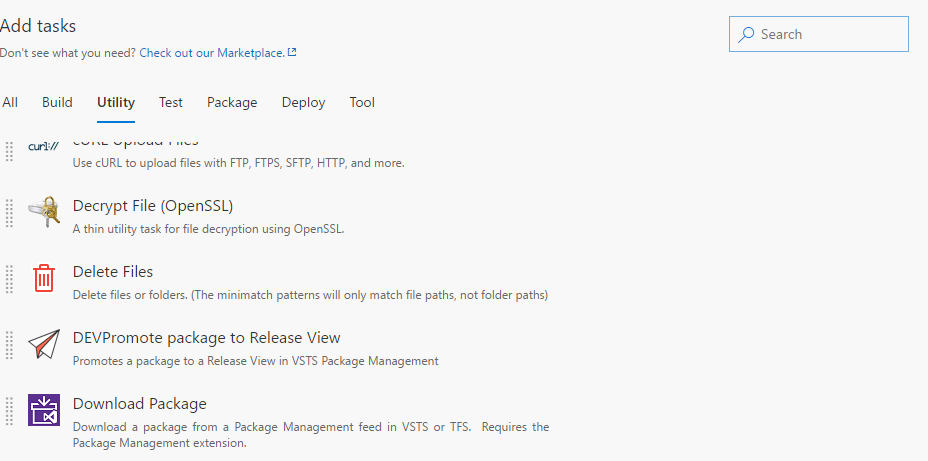 Add tasks
Don't see what you need? Check out our Marketplace.
Search
All Build Utility Test Package Deploy Tool
curl://
cURL Upload Files
Use cURL to upload files with FTP, FTPS, SFTP, HTTP, and more.
Decrypt File (OpenSSL)
A thin utility task for file decryption using OpenSSL.
Delete Files
Delete files or folders. (The minimatch patterns will only match file paths, not folder paths)
DEVPromote package to Release View
Promotes a package to a Release View in VSTS Package Management
Download Package
Download a package from a Package Management feed in VSTS or TFS. Requires the
Package Management extension.